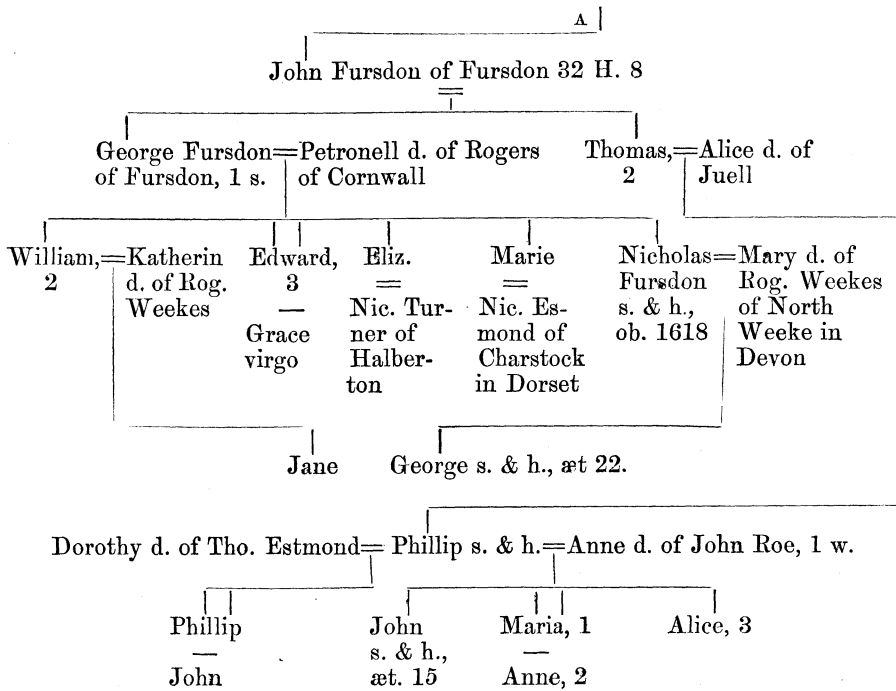 A
John Fursdon of Fursdon 32 H. 8
=
George Fursdon=Petronell d. of Rogers
of Fursdon, 1 s. of Cornwall
Thomas,=Alice d. of
2 Juell
William,=Katherin
2 d. of Rog.
Weekes
Edward,
3
—
Grace
virgo
Eliz.
=
Nic. Tur-
ner of
Halber-
ton
Marie
=
Nic. Es-
mond of
Charstock
in Dorset
Nicholas=Mary d. of
Fursdon Rog. Weekes
s. & h., of North
ob. 1618 Weeke in
Devon
Jane George s. & h., æt 22.
Dorothy d. of Tho. Estmond=Phillip s. & h.=Anne d. of John Roe, 1 w.
Phillip
—
John
John
s. & h.,
æt. 15
Maria, 1
—
Anne, 2
Alice, 3